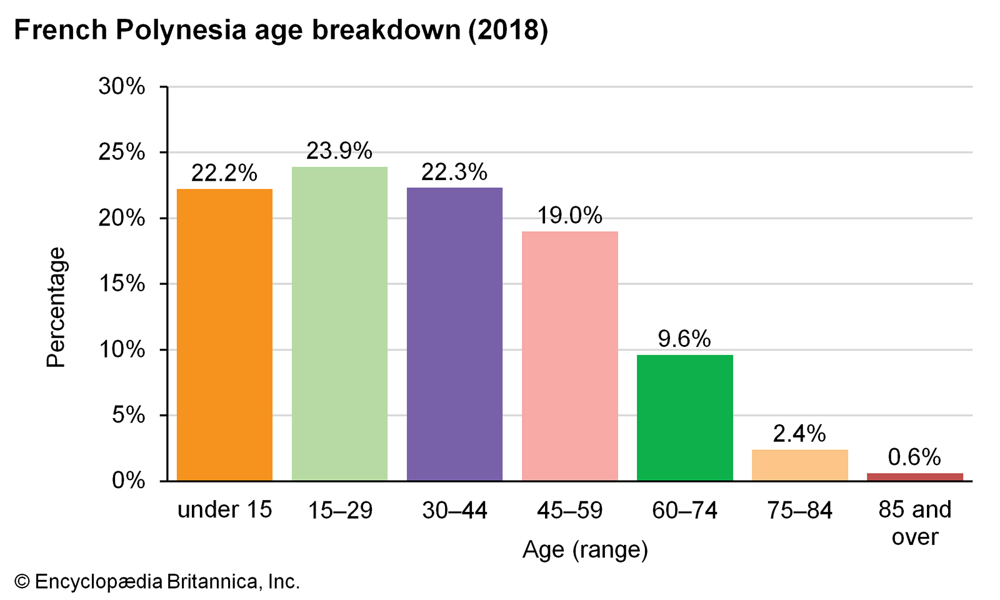 French Polynesia age breakdown (2018)
30%
25%
20%
15%
10%
5%
0%
Percentage
22.2%
23.9%
22.3%
19.0%
9.6%
2.4%
0.6%
under 15
15–29
30–44
45–59
60–74
75–84
85 and
over
Age (range)
© Encyclopædia Britannica, Inc.